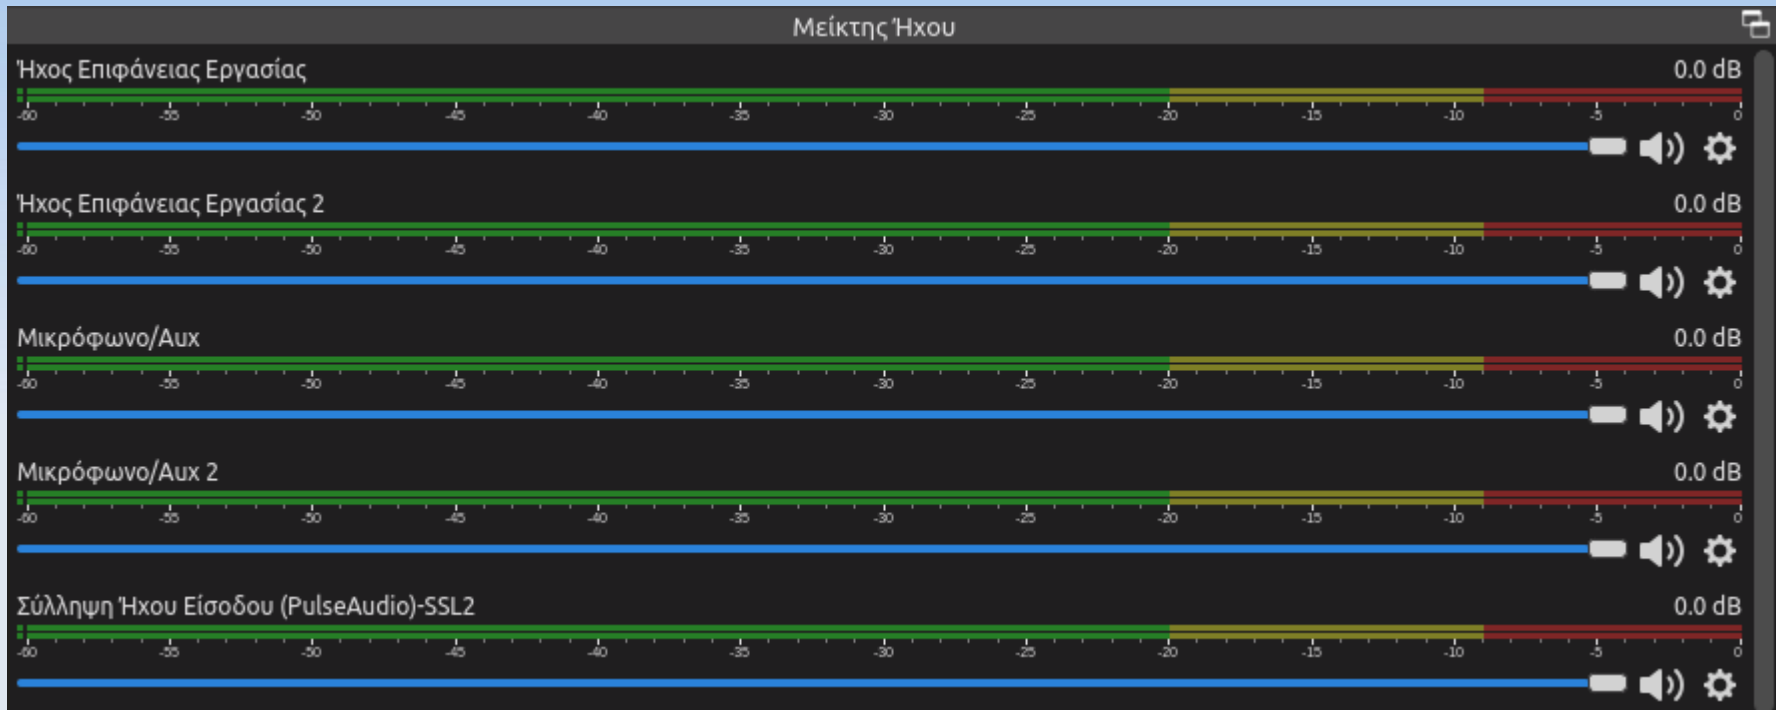 Μείκτης Ήχου
Ήχος Επιφάνειας Εργασίας 0.0 dB
-60 -55 -50 -45 -40 -35 -30 -25 -20 -15 -10 -5 0
Ήχος Επιφάνειας Εργασίας 2 0.0 dB
-60 -55 -50 -45 -40 -35 -30 -25 -20 -15 -10 -5 0
Μικρόφωνο/Aux 0.0 dB
-60 -55 -50 -45 -40 -35 -30 -25 -20 -15 -10 -5 0
Μικρόφωνο/Aux 2 0.0 dB
-60 -55 -50 -45 -40 -35 -30 -25 -20 -15 -10 -5 0
Σύλληψη Ήχου Είσοδου (PulseAudio)-SSL2 0.0 dB
-60 -55 -50 -45 -40 -35 -30 -25 -20 -15 -10 -5 0